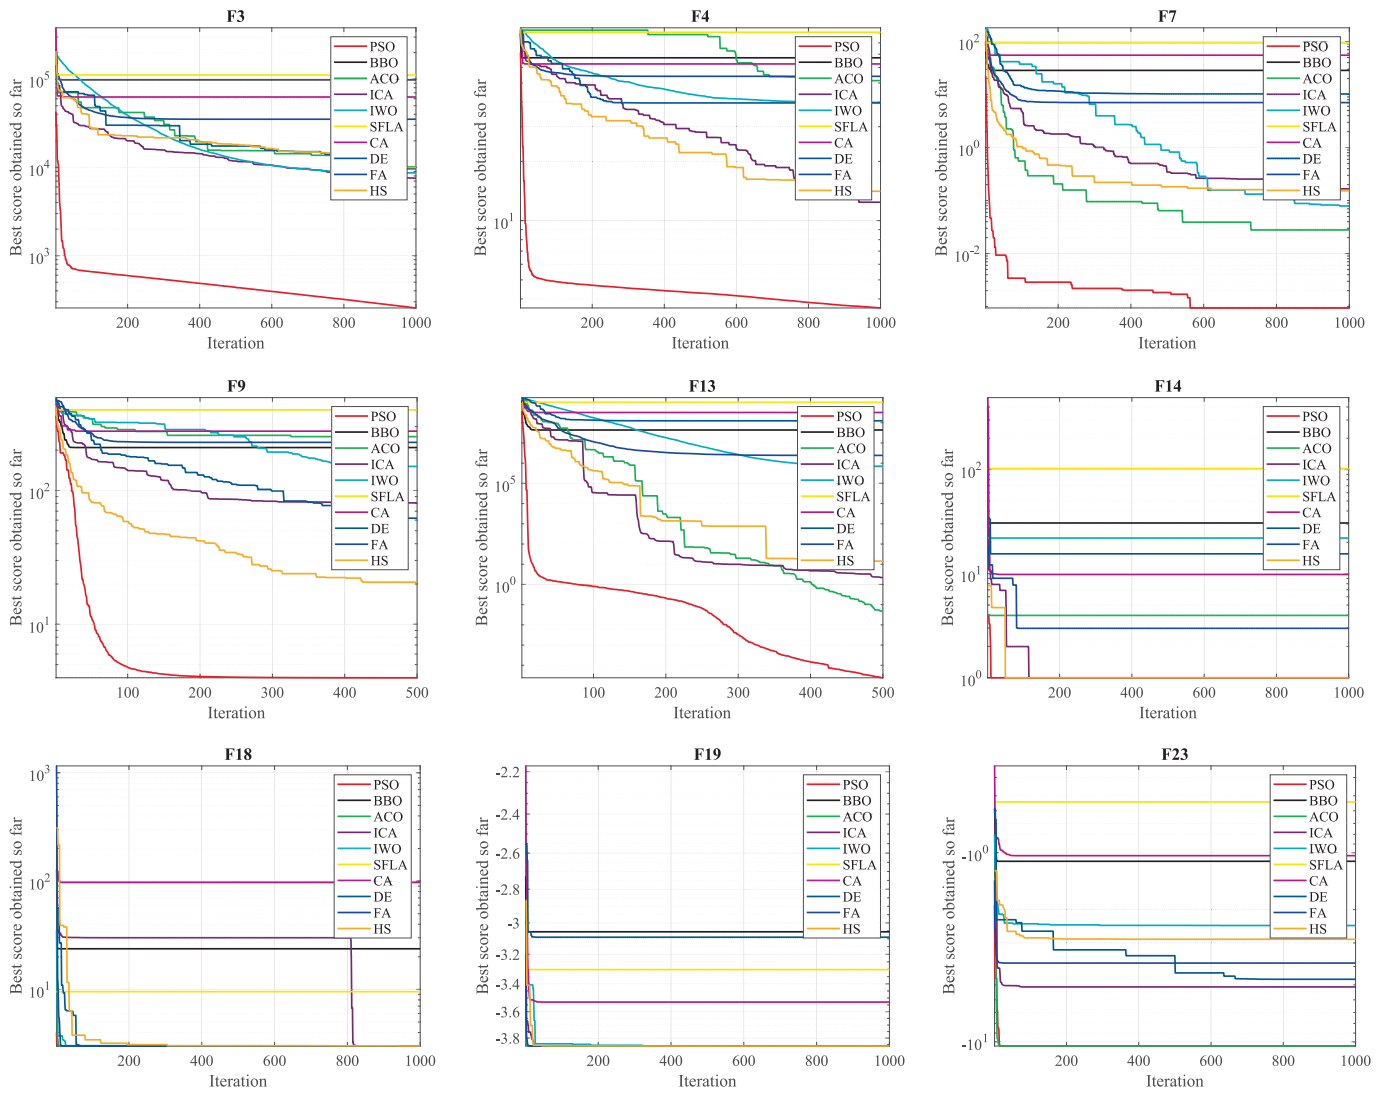 F3
Best score obtained so far
10^5
10^4
10^3
200 400 600 800 1000
Iteration
PSO
BBO
ACO
ICA
IWO
SFLA
CA
DE
FA
HS
F4
Best score obtained so far
10^1
200 400 600 800 1000
Iteration
PSO
BBO
ACO
ICA
IWO
SFLA
CA
DE
FA
HS
F7
Best score obtained so far
10^2
10^0
10^-2
200 400 600 800 1000
Iteration
PSO
BBO
ACO
ICA
IWO
SFLA
CA
DE
FA
HS
F9
Best score obtained so far
10^2
10^1
100 200 300 400 500
Iteration
PSO
BBO
ACO
ICA
IWO
SFLA
CA
DE
FA
HS
F13
Best score obtained so far
10^5
10^0
100 200 300 400 500
Iteration
PSO
BBO
ACO
ICA
IWO
SFLA
CA
DE
FA
HS
F14
Best score obtained so far
10^2
10^1
10^0
200 400 600 800 1000
Iteration
PSO
BBO
ACO
ICA
IWO
SFLA
CA
DE
FA
HS
F18
Best score obtained so far
10^3
10^2
10^1
200 400 600 800 1000
Iteration
PSO
BBO
ACO
ICA
IWO
SFLA
CA
DE
FA
HS
F19
Best score obtained so far
-2.2
-2.4
-2.6
-2.8
-3
-3.2
-3.4
-3.6
-3.8
200 400 600 800 1000
Iteration
PSO
BBO
ACO
ICA
IWO
SFLA
CA
DE
FA
HS
F23
Best score obtained so far
-10^0
-10^1
200 400 600 800 1000
Iteration
PSO
BBO
ACO
ICA
IWO
SFLA
CA
DE
FA
HS